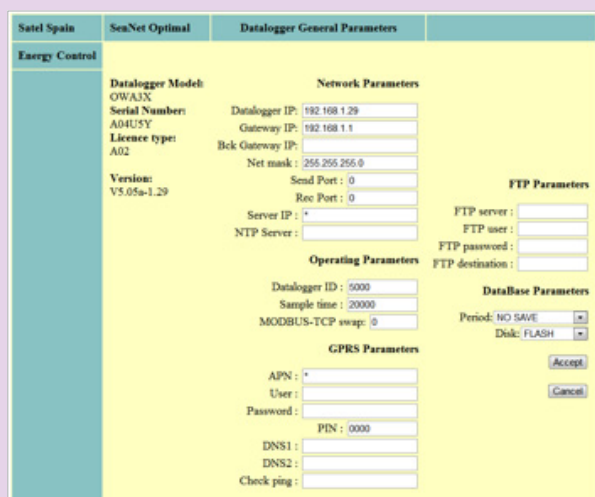 Satel Spain
SenNet Optimal
Datalogger General Parameters
Energy Control
Datalogger Model:
OWA3X
Serial Number:
A04U5Y
Licence type:
A02
Version:
V5.05a-1.29
Network Parameters
Datalogger IP: 192.168.1.29
Gateway IP: 192.168.1.1
Bck Gateway IP:
Net mask : 255.255.255.0
Send Port : 0
Rec Port : 0
Server IP : *
NTP Server :
Operating Parameters
Datalogger ID : 5000
Sample time : 20000
MODBUS-TCP swap: 0
GPRS Parameters
APN : *
User :
Password :
PIN : 0000
DNS1 :
DNS2 :
Check ping :
FTP Parameters
FTP server :
FTP user :
FTP password :
FTP destination :
DataBase Parameters
Period: NO SAVE
Disk: FLASH
Accept
Cancel